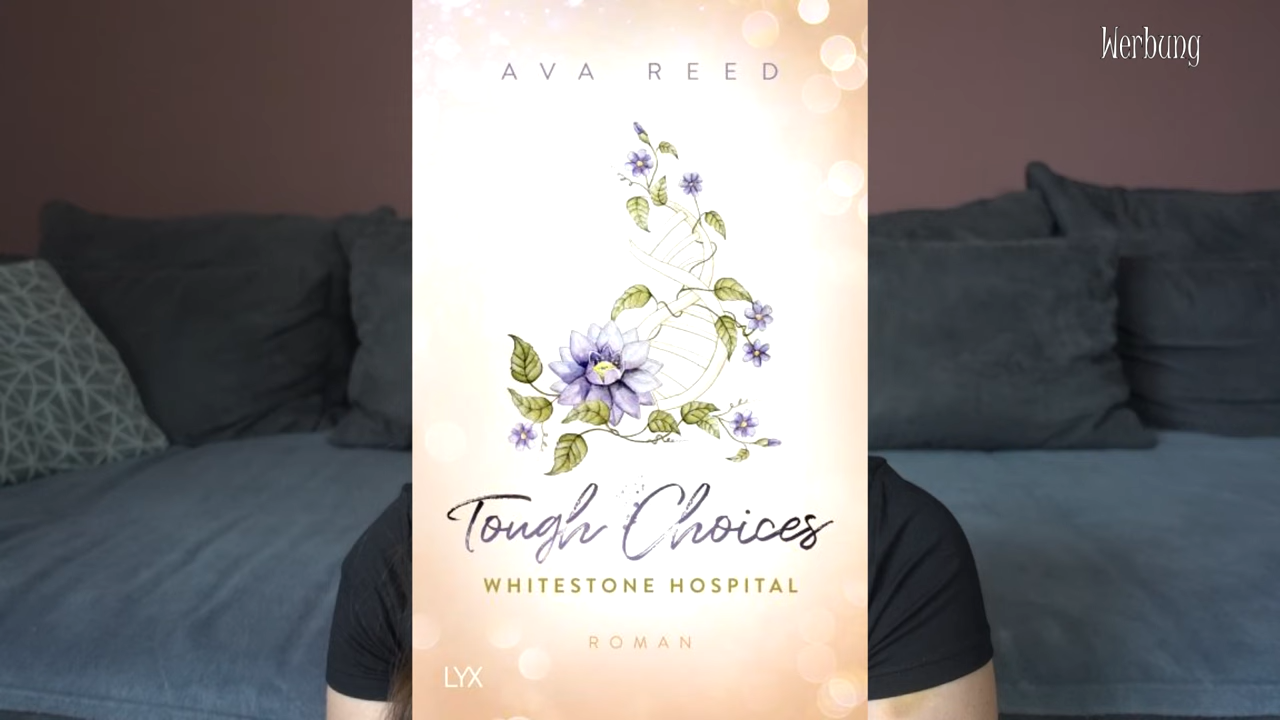 Werbung
AVA REED
Tough Choices
WHITESTONE HOSPITAL
ROMAN
LYX